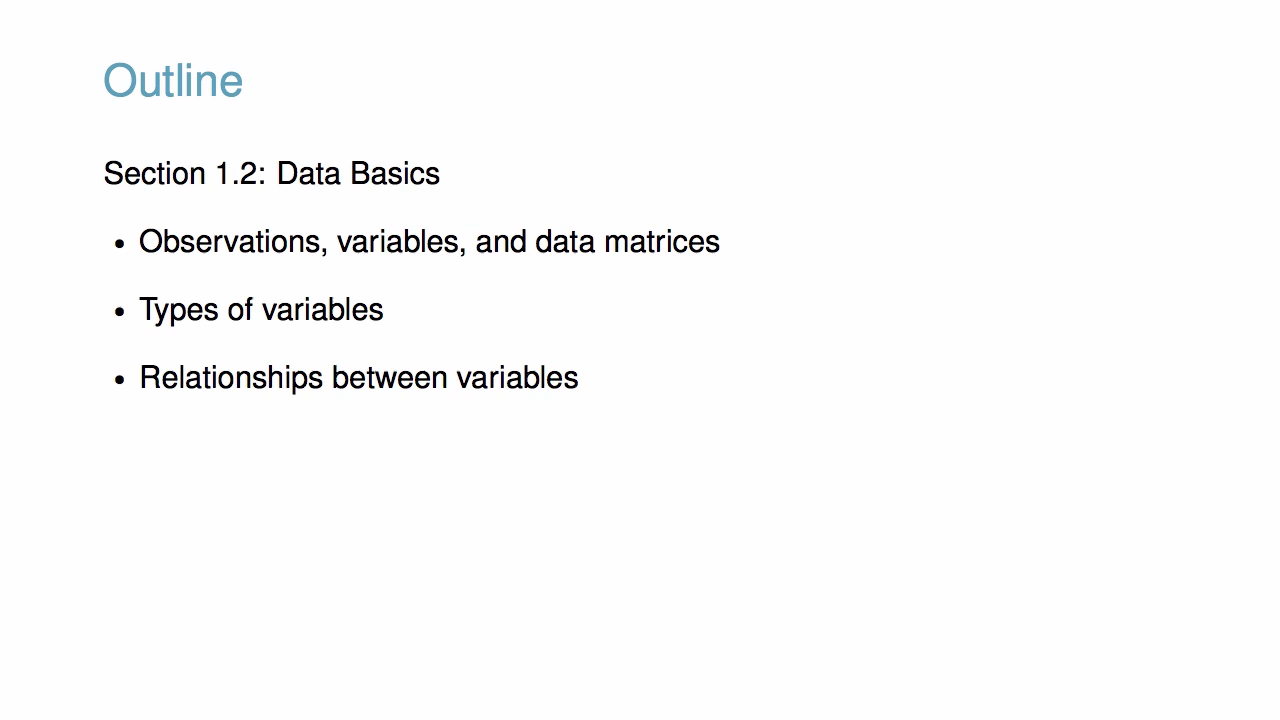 Outline
Section 1.2: Data Basics
• Observations, variables, and data matrices
• Types of variables
• Relationships between variables